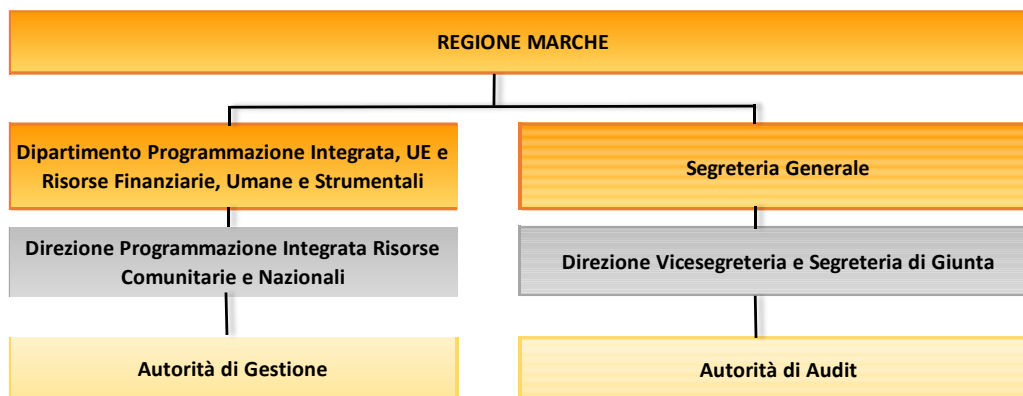 REGIONE MARCHE
Dipartimento Programmazione Integrata, UE e
Risorse Finanziarie, Umane e Strumentali
Segreteria Generale
Direzione Programmazione Integrata Risorse
Comunitarie e Nazionali
Direzione Vicesegreteria e Segreteria di Giunta
Autorità di Gestione
Autorità di Audit